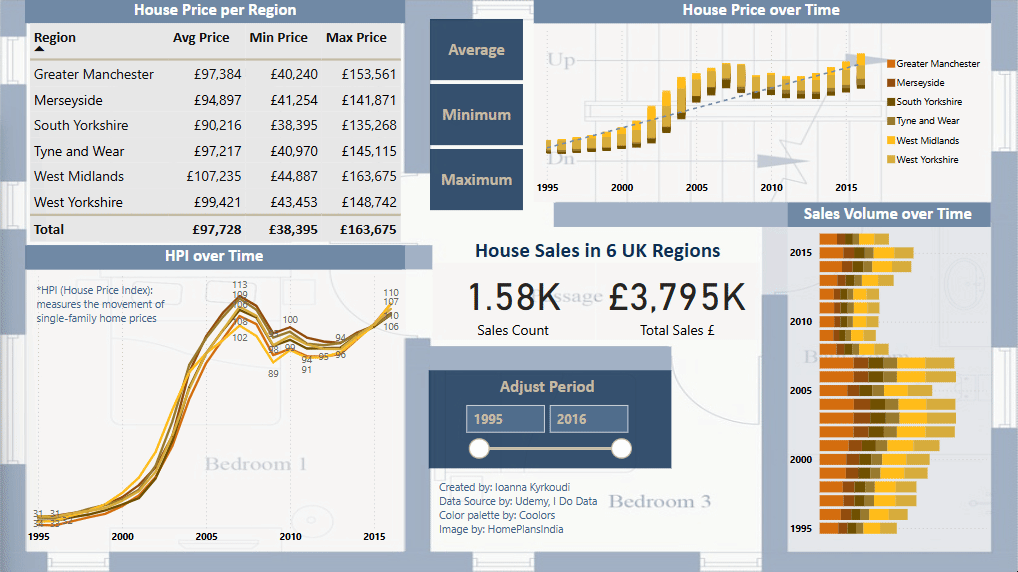 House Price per Region
Region Avg Price Min Price Max Price
Greater Manchester £97,384 £40,240 £153,561
Merseyside £94,897 £41,254 £141,871
South Yorkshire £90,216 £38,395 £135,268
Tyne and Wear £97,217 £40,970 £145,115
West Midlands £107,235 £44,887 £163,675
West Yorkshire £99,421 £43,453 £148,742
Total £97,728 £38,395 £163,675
Average
Minimum
Maximum
House Price over Time
Up
Dn
1995 2000 2005 2010 2015
Greater Manchester
Merseyside
South Yorkshire
Tyne and Wear
West Midlands
West Yorkshire
HPI over Time
*HPI (House Price Index):
measures the movement of
single-family home prices
113
109
108
102
100
98
99
89
94
91
95
94
96
110
107
110
106
31 31
32
Bedroom 1
1995 2000 2005 2010 2015
House Sales in 6 UK Regions
1.58K £3,795K
Sales Count Total Sales £
Adjust Period
1995 2016
Created by: Ioanna Kyrkoudi
Data Source by: Udemy, I Do Data
Color palette by: Coolors
Image by: HomePlansIndia
Bedroom 3
Sales Volume over Time
2015
2010
2005
2000
1995